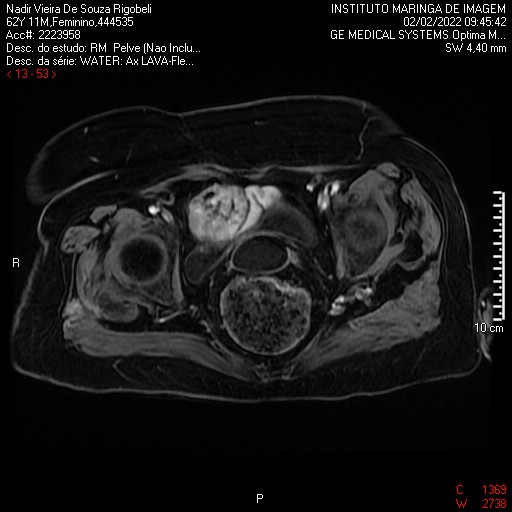 Nadir Vieira De Souza Rigobeli
62Y 11M,Feminino,444535
Acc#: 2223958
Desc. do estudo: RM Pelve (Nao Inclu...
Desc. da série: WATER: Ax LAVA-Fle...
< 13 - 53 >
INSTITUTO MARINGA DE IMAGEM
02/02/2022 09:45:42
GE MEDICAL SYSTEMS Optima M...
SW 4,40 mm
R
10 cm
P
C 1369
W 2738